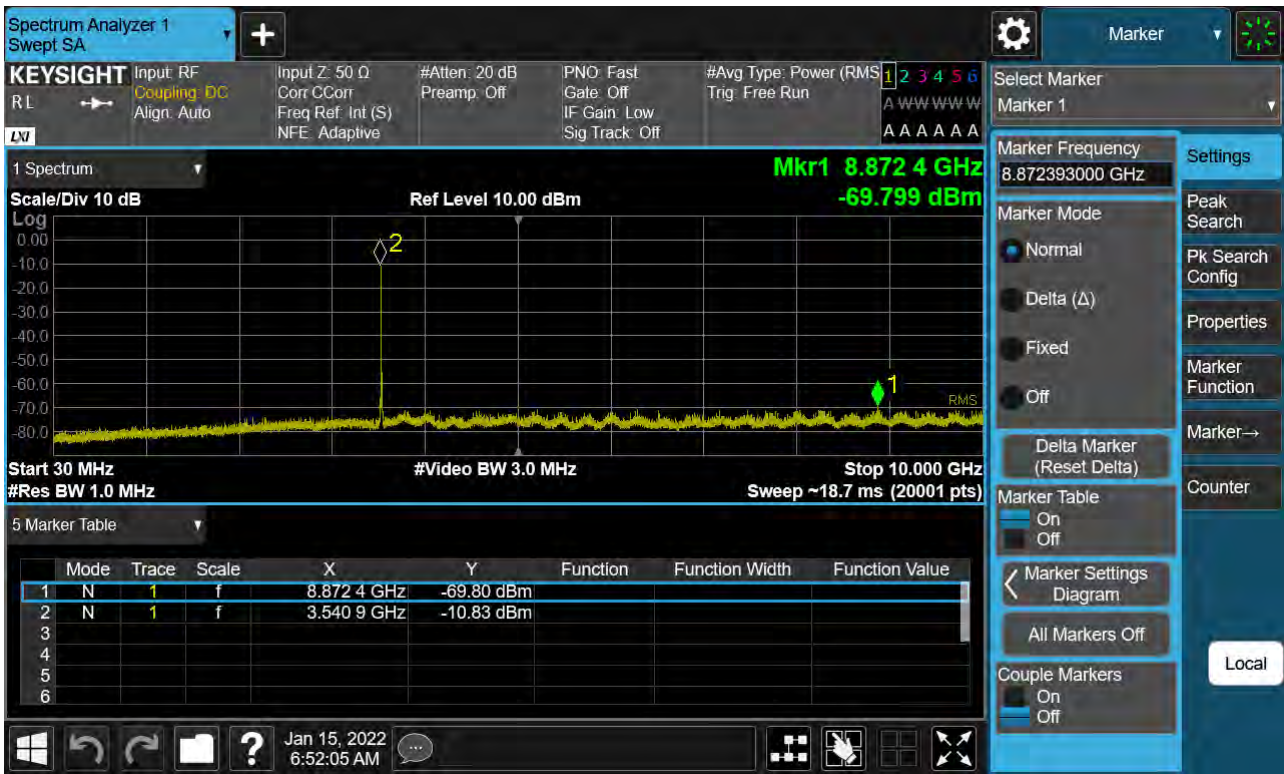 Spectrum Analyzer 1
Swept SA
Marker
KEYSIGHT
RL
LXI
Input: RF
Coupling: DC
Align: Auto
Input Z: 50 Ω
Corr CCorr
Freq Ref: Int (S)
NFE: Adaptive
#Atten: 20 dB
Preamp: Off
PNO: Fast
Gate: Off
IF Gain: Low
Sig Track: Off
#Avg Type: Power (RMS
Trig: Free Run
1 2 3 4 5 6
A W W W W W
A A A A A A
Select Marker
Marker 1
1 Spectrum
Mkr1 8.872 4 GHz
-69.799 dBm
Scale/Div 10 dB
Ref Level 10.00 dBm
Log
0.00
-10.0
-20.0
-30.0
-40.0
-50.0
-60.0
-70.0
-80.0
2
1
RMS
Start 30 MHz
#Video BW 3.0 MHz
Stop 10.000 GHz
#Res BW 1.0 MHz
Sweep ~18.7 ms (20001 pts)
5 Marker Table
Mode Trace Scale X Y Function Function Width Function Value
1 N 1 f 8.872 4 GHz -69.80 dBm
2 N 1 f 3.540 9 GHz -10.83 dBm
3
4
5
6
Marker Frequency
8.872393000 GHz
Marker Mode
Normal
Delta (Δ)
Fixed
Off
Delta Marker
(Reset Delta)
Marker Table
On
Off
Marker Settings
Diagram
All Markers Off
Couple Markers
On
Off
Settings
Peak
Search
Pk Search
Config
Properties
Marker
Function
Marker→
Counter
Local
?
Jan 15, 2022
6:52:05 AM